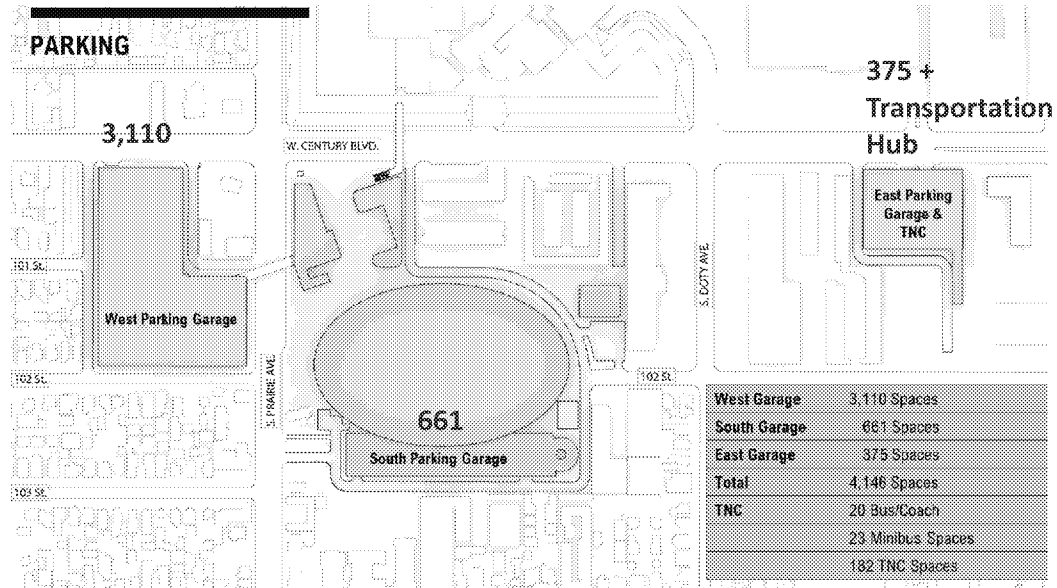 PARKING
375 +
Transportation
Hub
3,110
W. CENTURY BLVD.
East Parking
Garage &
TNC
101 St.
S. DOTY AVE.
West Parking Garage
S. PRAIRIE AVE.
102 St.
102 St.
661
South Parking Garage
103 St.
West Garage 3,110 Spaces
South Garage 661 Spaces
East Garage 375 Spaces
Total 4,146 Spaces
TNC 20 Bus/Coach
23 Minibus Spaces
182 TNC Spaces